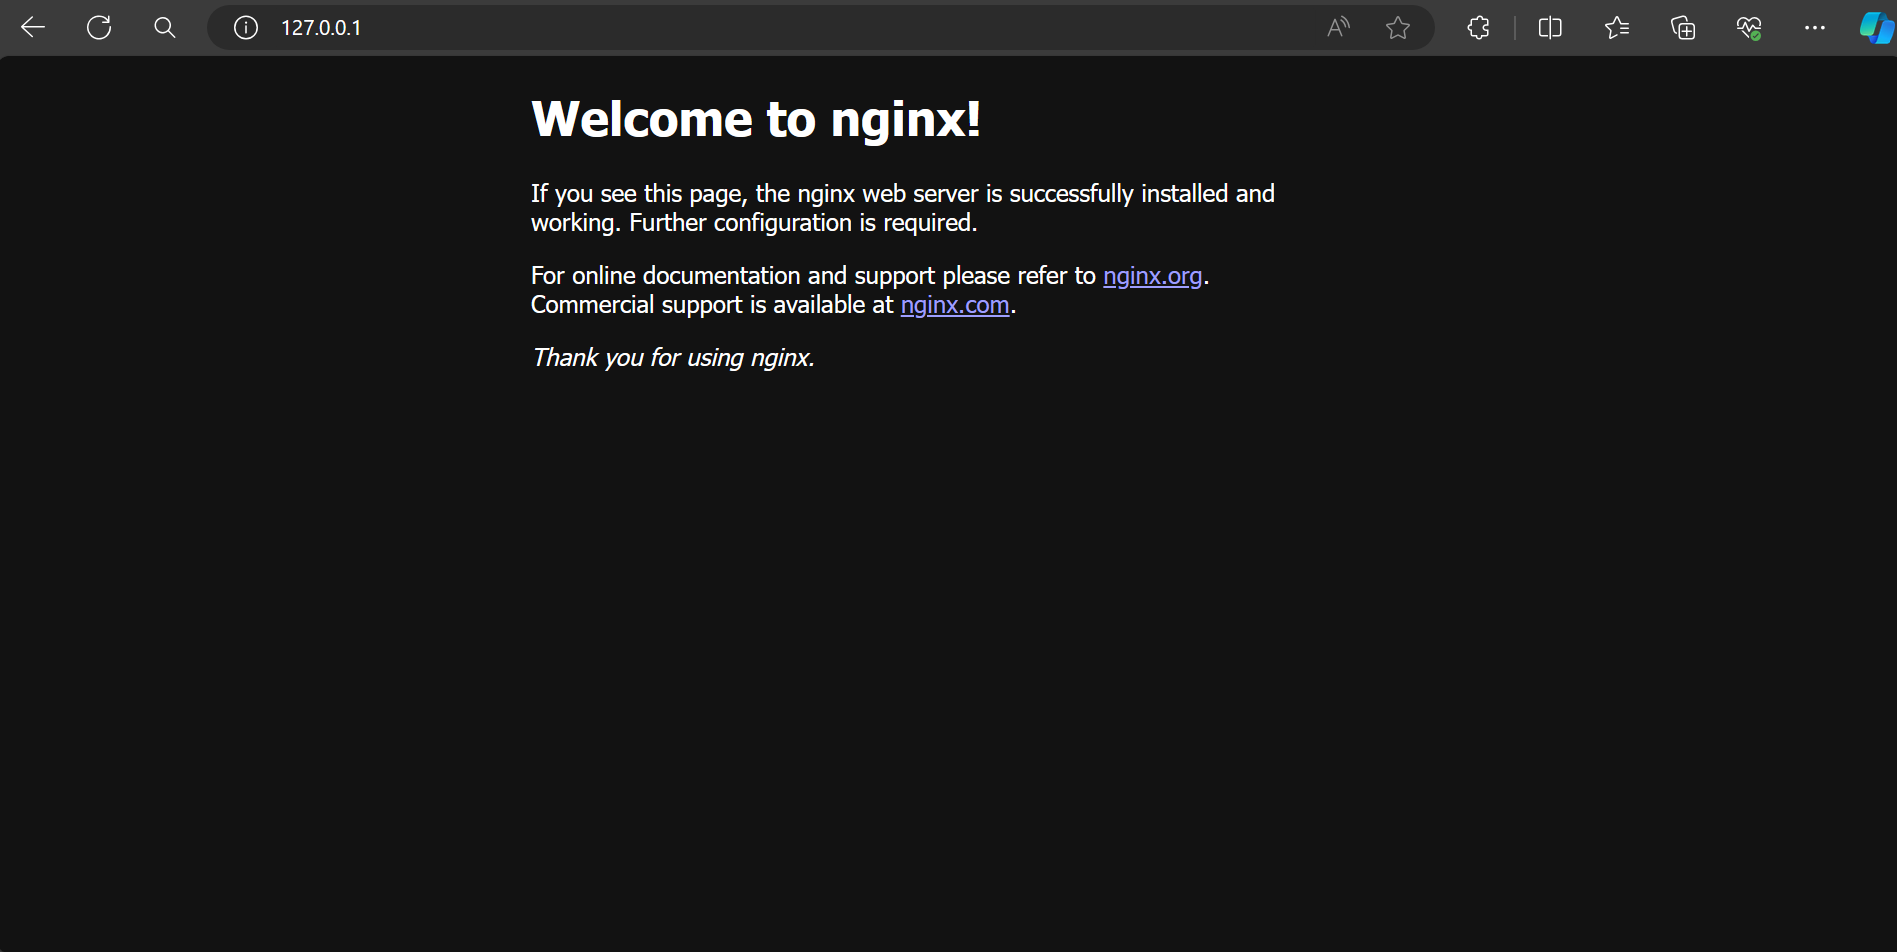 127.0.0.1
Welcome to nginx!
If you see this page, the nginx web server is successfully installed and
working. Further configuration is required.
For online documentation and support please refer to nginx.org.
Commercial support is available at nginx.com.
Thank you for using nginx.